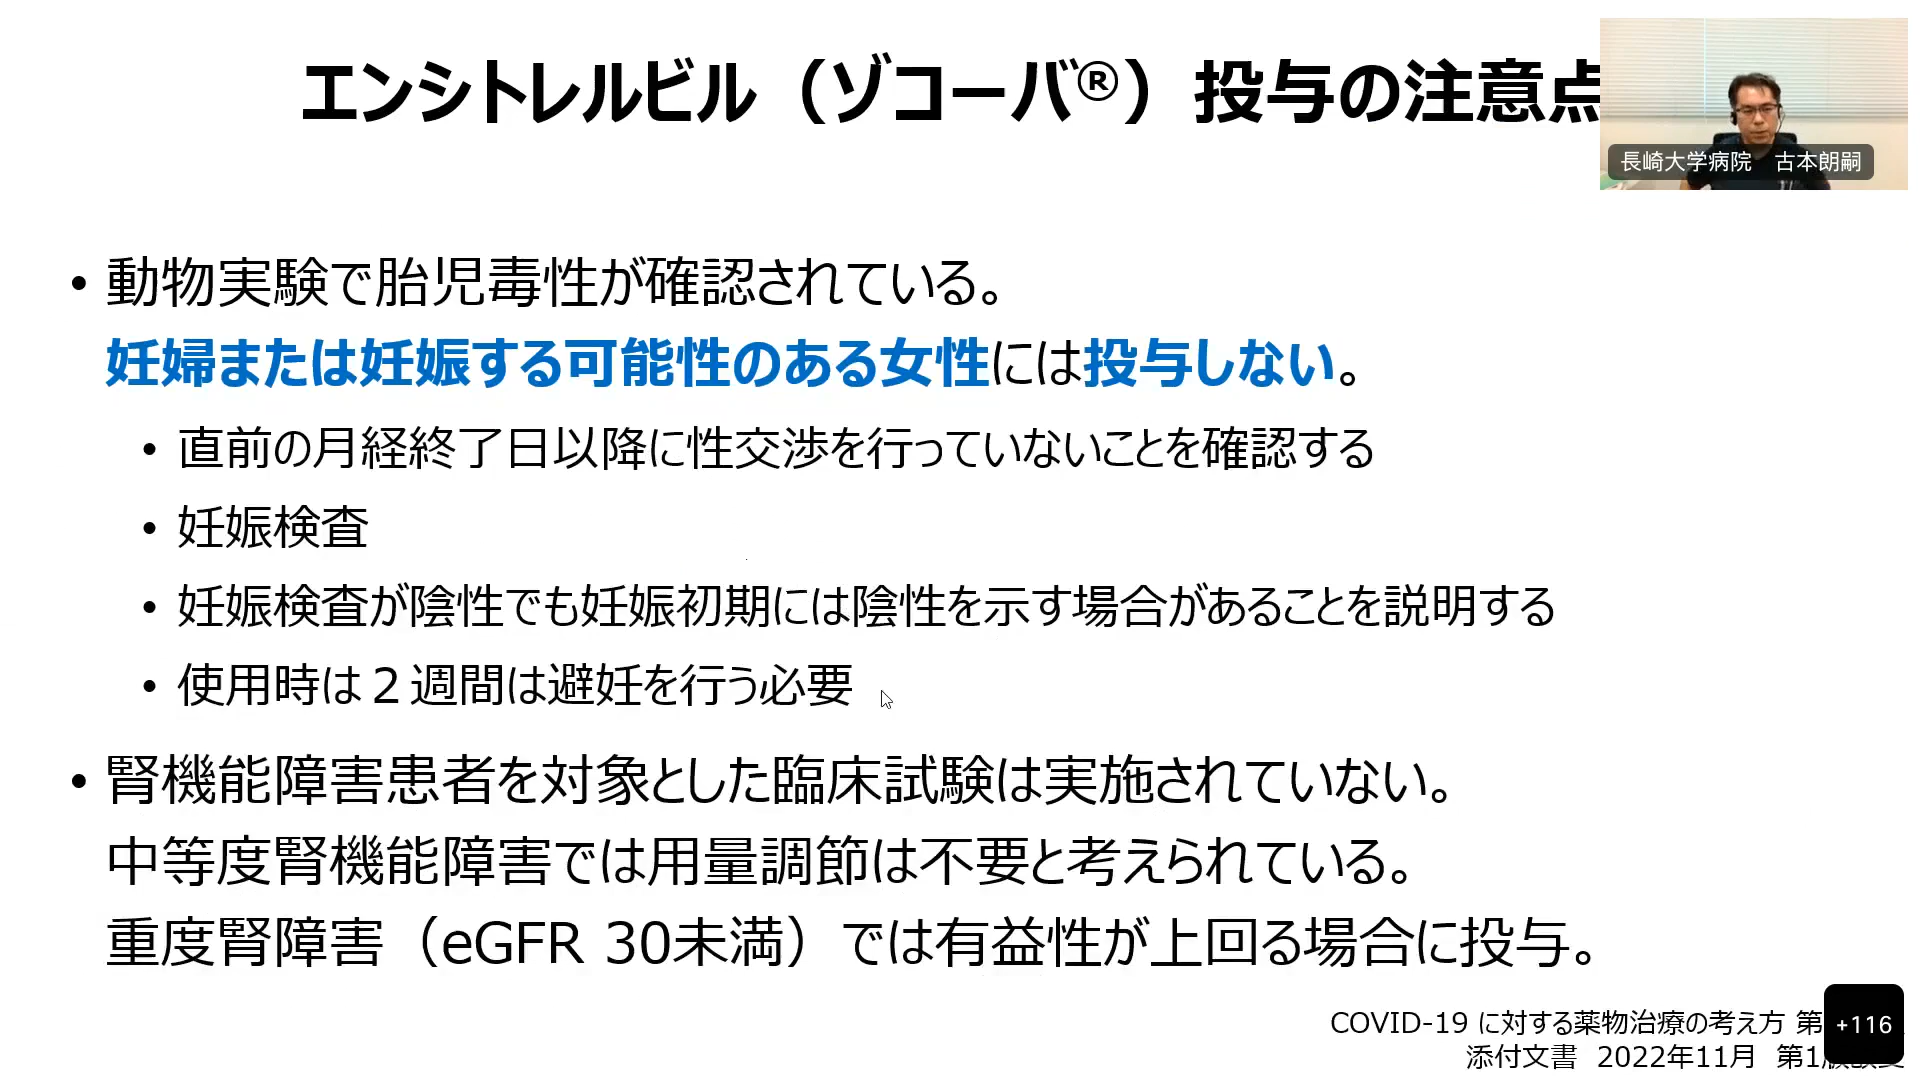 エンシトレルビル（ゾコーバ®）投与の注意点
長崎大学病院　古本朗嗣
• 動物実験で胎児毒性が確認されている。
妊婦または妊娠する可能性のある女性には投与しない。
• 直前の月経終了日以降に性交渉を行っていないことを確認する
• 妊娠検査
• 妊娠検査が陰性でも妊娠初期には陰性を示す場合があることを説明する
• 使用時は２週間は避妊を行う必要
• 腎機能障害患者を対象とした臨床試験は実施されていない。
中等度腎機能障害では用量調節は不要と考えられている。
重度腎障害（eGFR 30未満）では有益性が上回る場合に投与。
COVID-19 に対する薬物治療の考え方 第
+116
添付文書 2022年11月 第1